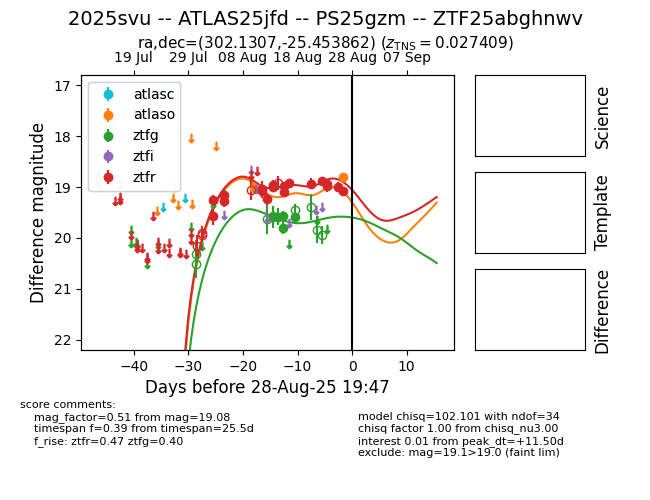 2025svu -- ATLAS25jfd -- PS25gzm -- ZTF25abghnwv
ra,dec=(302.1307,-25.453862) (zTNS = 0.027409)
19 Jul 29 Jul 08 Aug 18 Aug 28 Aug 07 Sep
17
18
19
20
21
22
Difference magnitude
atlasc
atlaso
ztfg
ztfi
ztfr
−40 −30 −20 −10 0 10
Days before 28-Aug-25 19:47
Science
Template
Difference
score comments:
mag_factor=0.51 from mag=19.08
timespan f=0.39 from timespan=25.5d
f_rise: ztfr=0.47 ztfg=0.40
model chisq=102.101 with ndof=34
chisq factor 1.00 from chisq_nu3.00
interest 0.01 from peak_dt=+11.50d
exclude: mag=19.1>19.0 (faint lim)